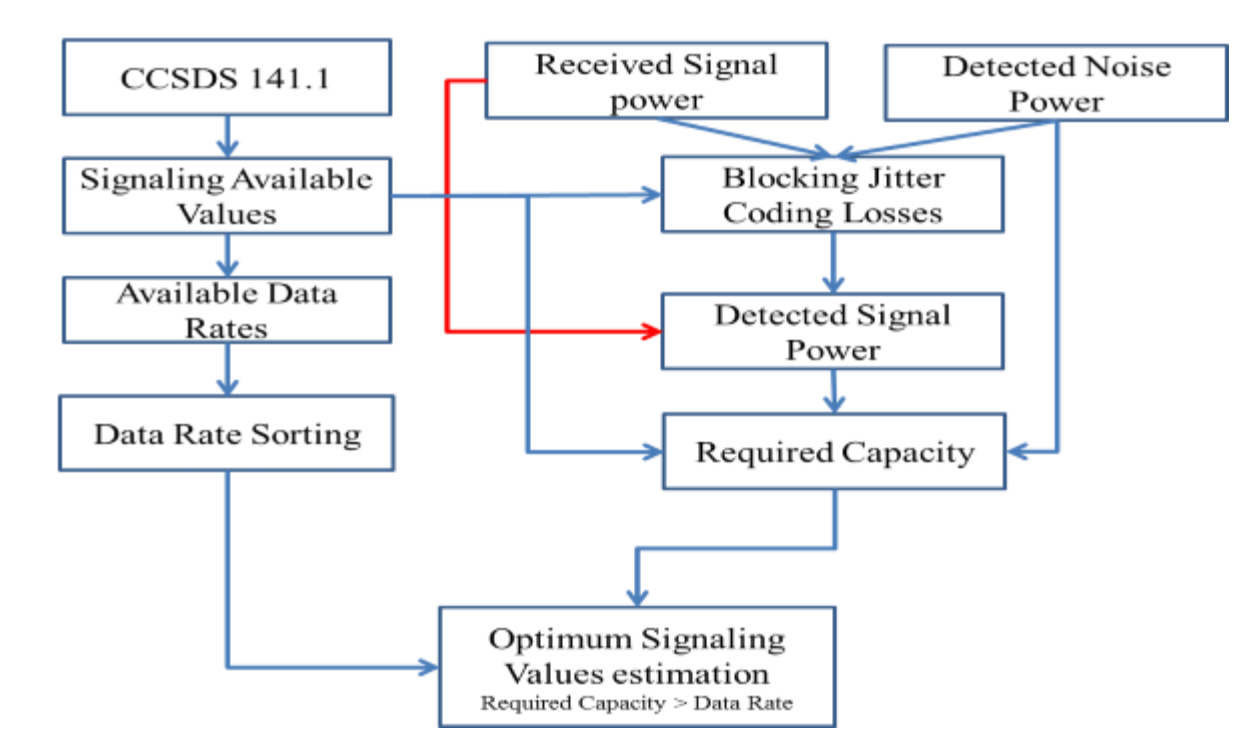 CCSDS 141.1
Received Signal
power
Detected Noise
Power
Signaling Available
Values
Blocking Jitter
Coding Losses
Available Data
Rates
Detected Signal
Power
Data Rate Sorting
Required Capacity
Optimum Signaling
Values estimation
Required Capacity > Data Rate